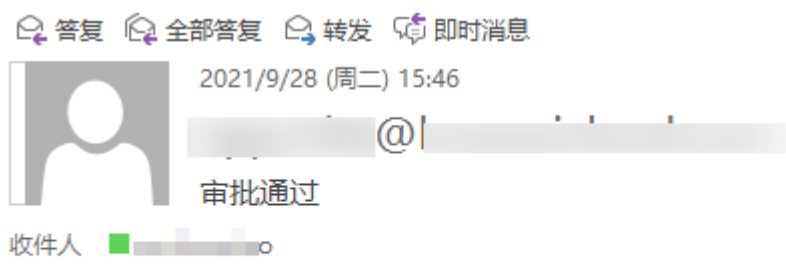 答复 全部答复 转发 即时消息
2021/9/28 (周二) 15:46
@
审批通过
收件人